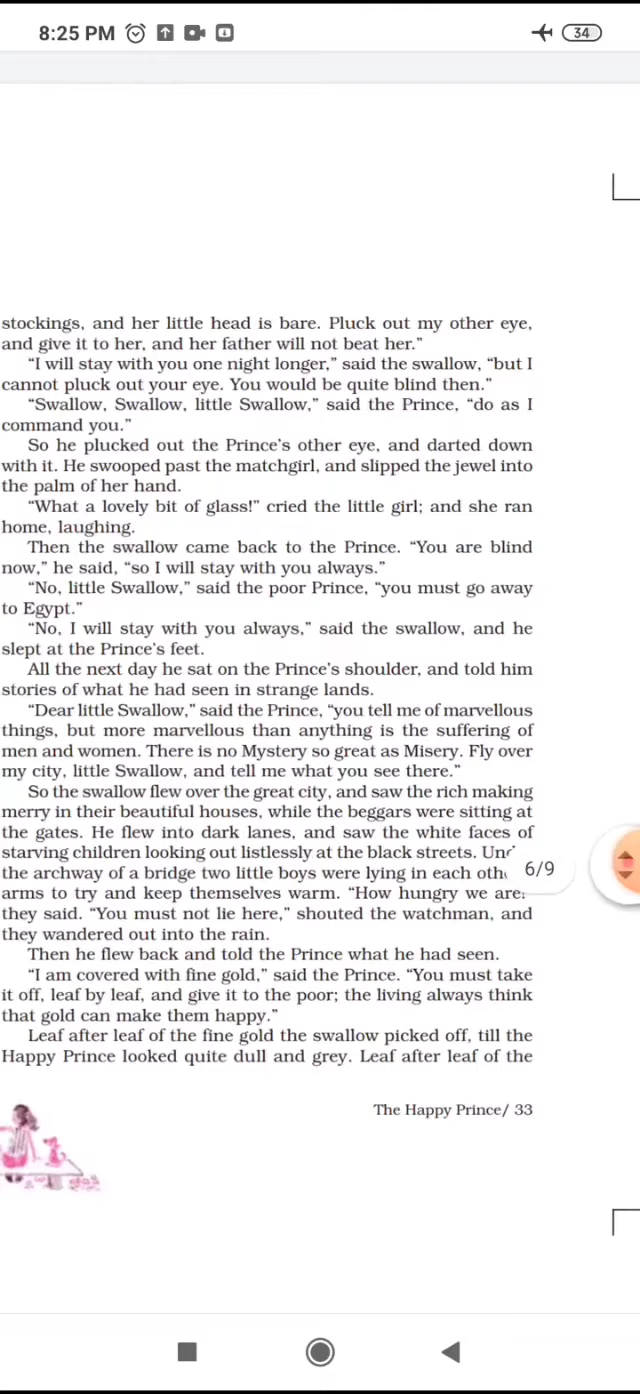 8:25 PM
34
stockings, and her little head is bare. Pluck out my other eye,
and give it to her, and her father will not beat her.”
“I will stay with you one night longer,” said the swallow, “but I
cannot pluck out your eye. You would be quite blind then.”
“Swallow, Swallow, little Swallow,” said the Prince, “do as I
command you.”
So he plucked out the Prince’s other eye, and darted down
with it. He swooped past the matchgirl, and slipped the jewel into
the palm of her hand.
“What a lovely bit of glass!” cried the little girl; and she ran
home, laughing.
Then the swallow came back to the Prince. “You are blind
now,” he said, “so I will stay with you always.”
“No, little Swallow,” said the poor Prince, “you must go away
to Egypt.”
“No, I will stay with you always,” said the swallow, and he
slept at the Prince’s feet.
All the next day he sat on the Prince’s shoulder, and told him
stories of what he had seen in strange lands.
“Dear little Swallow,” said the Prince, “you tell me of marvellous
things, but more marvellous than anything is the suffering of
men and women. There is no Mystery so great as Misery. Fly over
my city, little Swallow, and tell me what you see there.”
So the swallow flew over the great city, and saw the rich making
merry in their beautiful houses, while the beggars were sitting at
the gates. He flew into dark lanes, and saw the white faces of
starving children looking out listlessly at the black streets.
the archway of a bridge two little boys were lying in each
6/9
arms to try and keep themselves warm. “How hungry we are
they said. “You must not lie here,” shouted the watchman, and
they wandered out into the rain.
Then he flew back and told the Prince what he had seen.
“I am covered with fine gold,” said the Prince. “You must take
it off, leaf by leaf, and give it to the poor; the living always think
that gold can make them happy.”
Leaf after leaf of the fine gold the swallow picked off, till the
Happy Prince looked quite dull and grey. Leaf after leaf of the
The Happy Prince/ 33